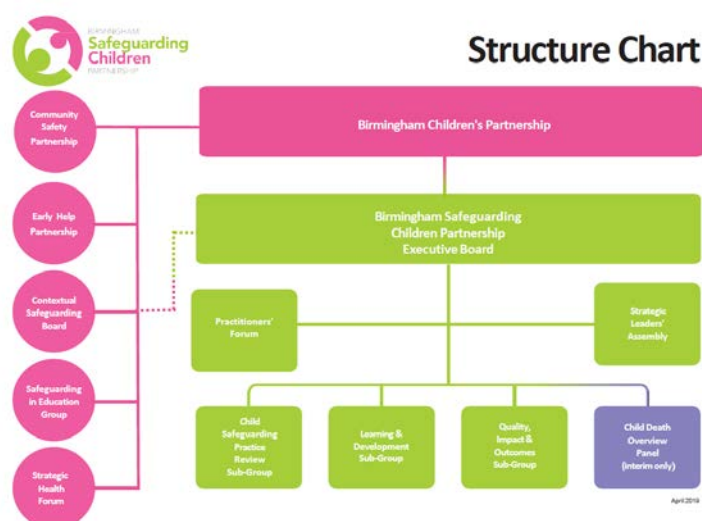 BIRMINGHAM
Safeguarding
Children
PARTNERSHIP
Structure Chart
Community
Safety
Partnership
Early Help
Partnership
Contextual
Safeguarding
Board
Safeguarding
in Education
Group
Strategic
Health
Forum
Birmingham Children's Partnership
Birmingham Safeguarding
Children Partnership
Executive Board
Practitioners'
Forum
Strategic
Leaders'
Assembly
Child
Safeguarding
Practice
Review
Sub-Group
Learning &
Development
Sub-Group
Quality,
Impact &
Outcomes
Sub-Group
Child Death
Overview
Panel
(interim only)
April 2019